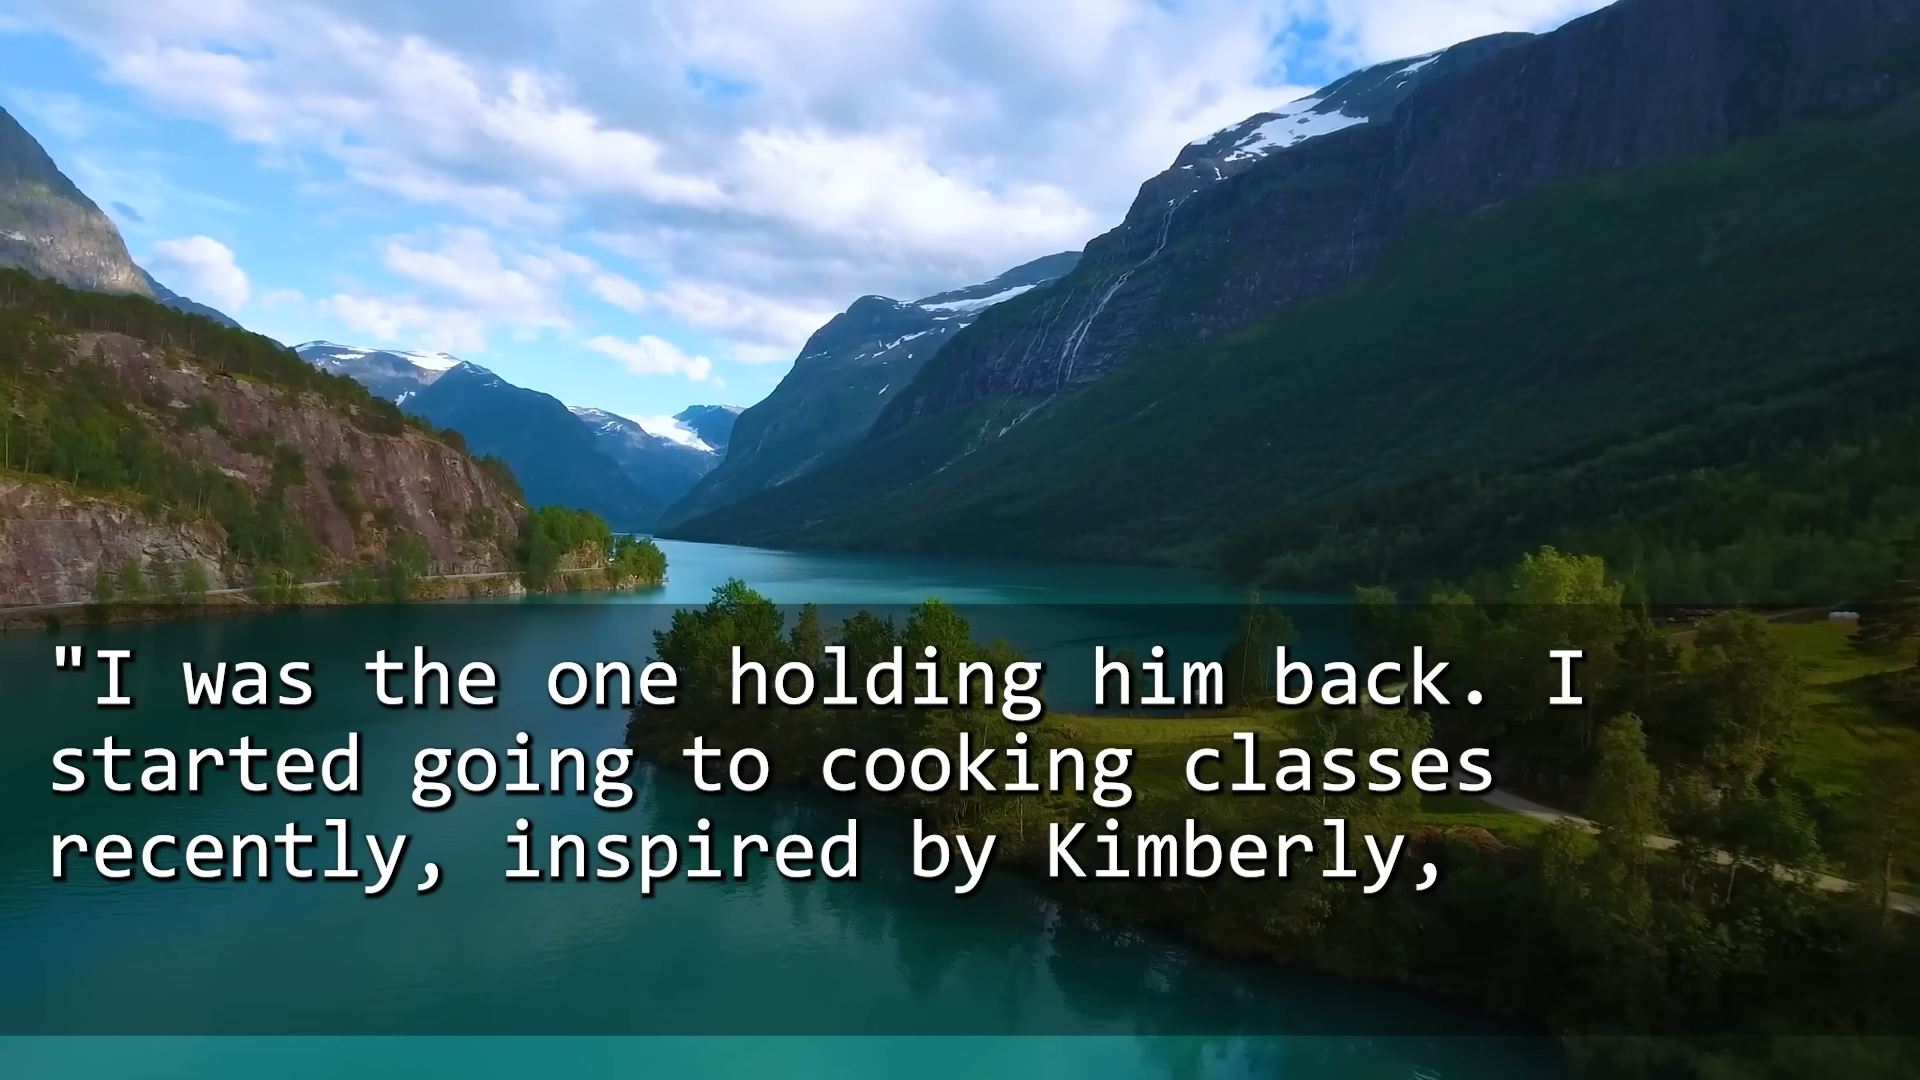 "I was the one holding him back. I
started going to cooking classes
recently, inspired by Kimberly,